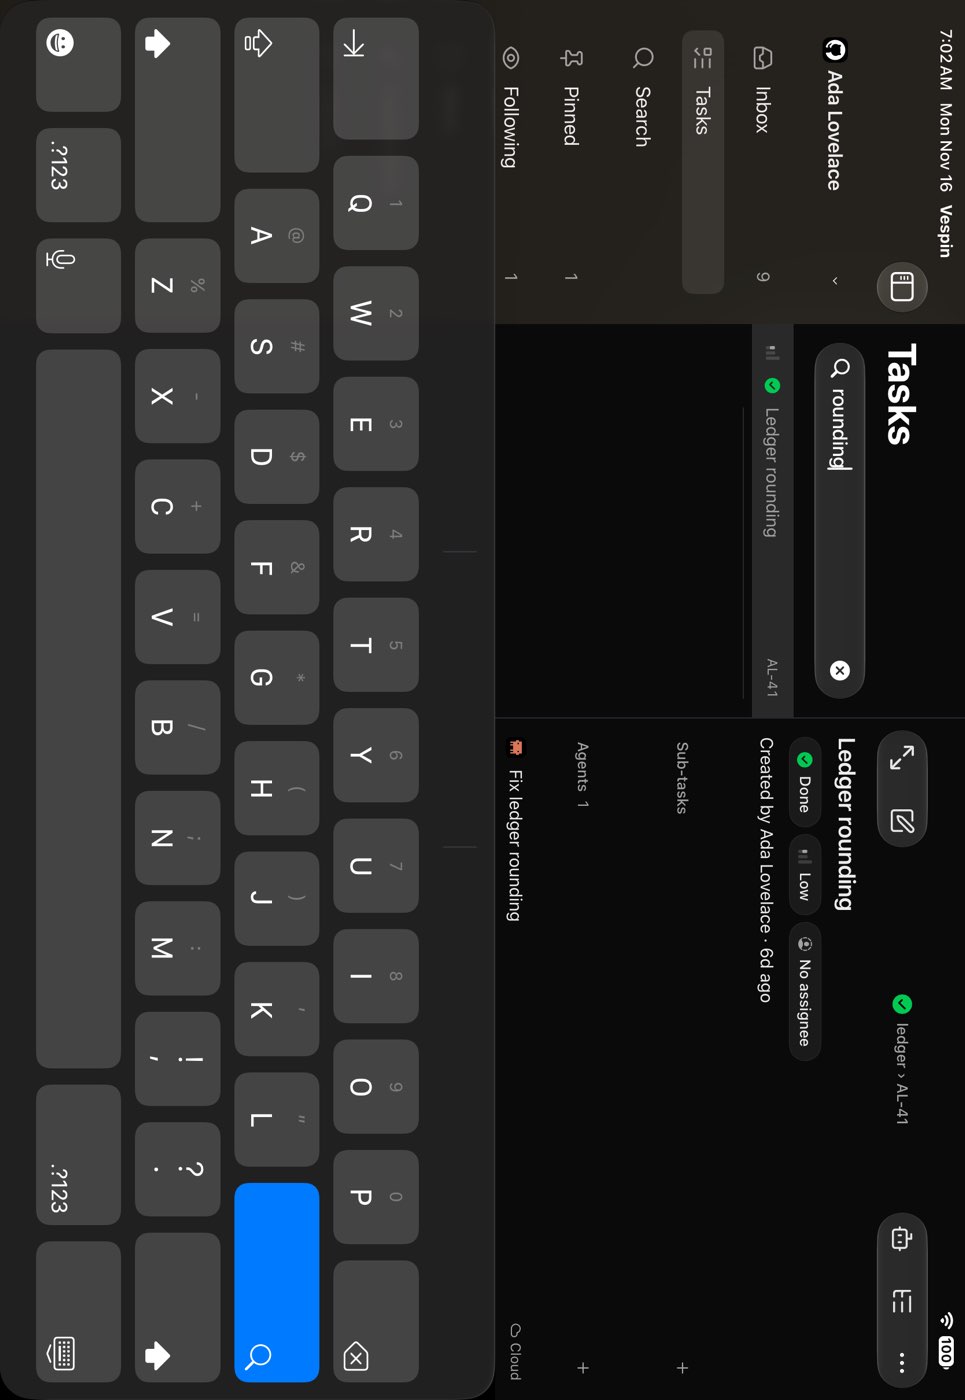 7:02 AM Mon Nov 16 Vespin
100
Ada Lovelace
Inbox 9
Tasks
Search
Pinned 1
Following 1
Tasks
rounding
Ledger rounding AL-41
ledger › AL-41
Ledger rounding
Done Low No assignee
Created by Ada Lovelace · 6d ago
Sub-tasks +
Agents 1 +
Fix ledger rounding Cloud
1 2 3 4 5 6 7 8 9 0
Q W E R T Y U I O P
@ # $ & * ( ) ' "
A S D F G H J K L
% - + = / ; : ! ?
Z X C V B N M , .
.?123 .?123